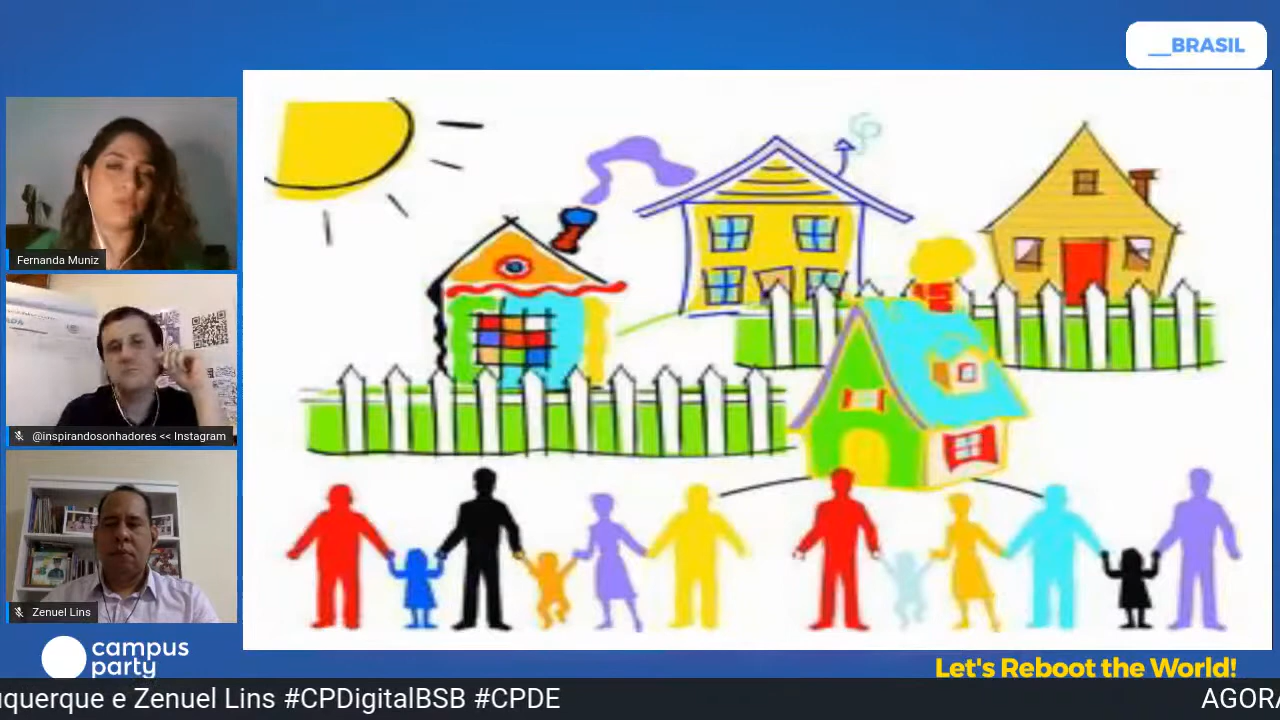 __BRASIL
Fernanda Muniz
@inspirandosonhadores << Instagram
Zenuel Lins
campus
party
Let's Reboot the World!
uquerque e Zenuel Lins #CPDigitalBSB #CPDE
AGORA